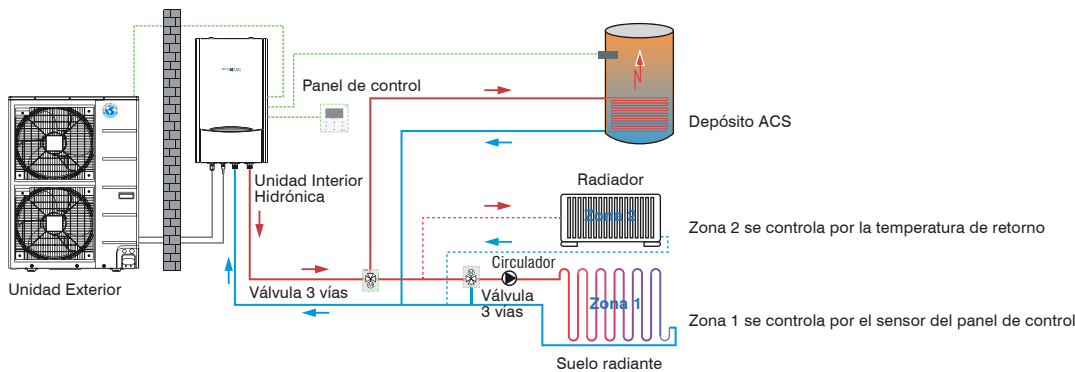 Panel de control
Depósito ACS
Unidad Interior
Hidrónica
Radiador
Zona 2
Zona 2 se controla por la temperatura de retorno
Unidad Exterior
Válvula 3 vías
Circulador
Válvula
3 vías
Zona 1
Zona 1 se controla por el sensor del panel de control
Suelo radiante